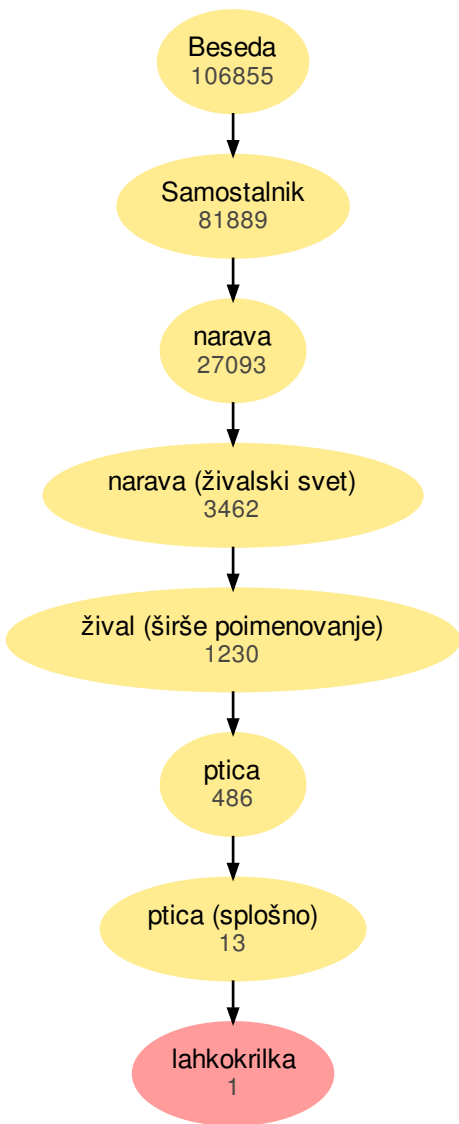 Beseda
106855
Samostalnik
81889
narava
27093
narava (živalski svet)
3462
žival (širše poimenovanje)
1230
ptica
486
ptica (splošno)
13
lahkokrilka
1